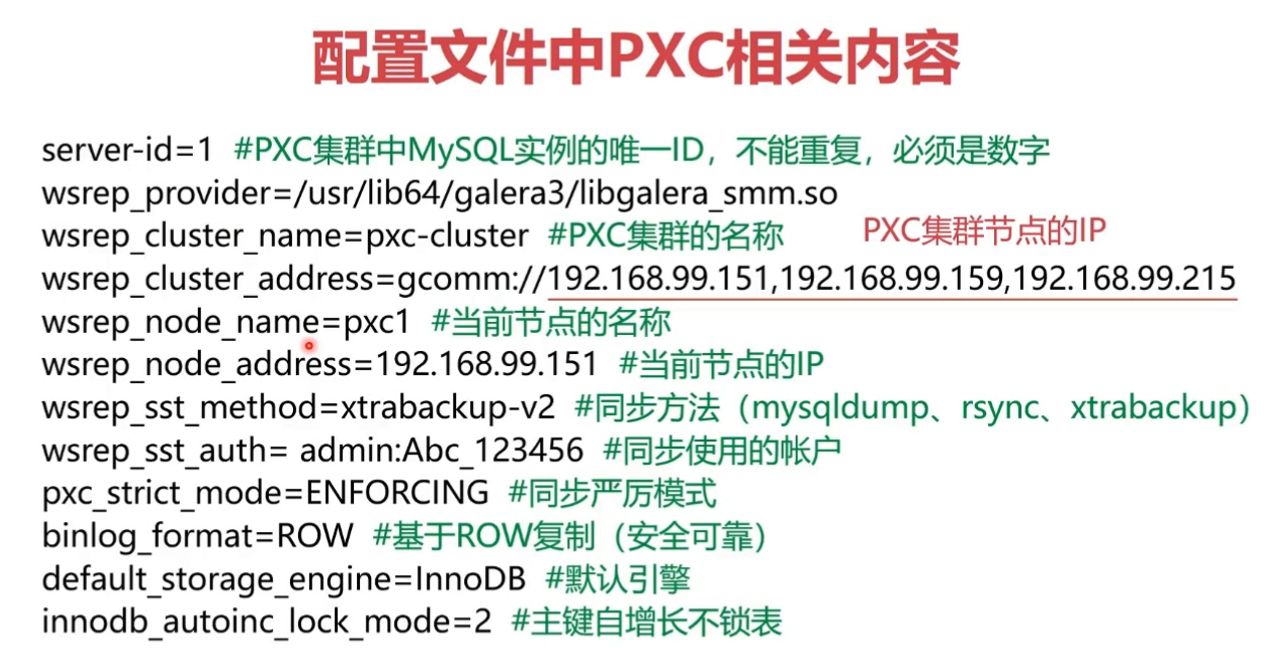 配置文件中PXC相关内容
server-id=1 #PXC集群中MySQL实例的唯一ID，不能重复，必须是数字
wsrep_provider=/usr/lib64/galera3/libgalera_smm.so
wsrep_cluster_name=pxc-cluster #PXC集群的名称
PXC集群节点的IP
wsrep_cluster_address=gcomm://192.168.99.151,192.168.99.159,192.168.99.215
wsrep_node_name=pxc1 #当前节点的名称
wsrep_node_address=192.168.99.151 #当前节点的IP
wsrep_sst_method=xtrabackup-v2 #同步方法（mysqldump、rsync、xtrabackup）
wsrep_sst_auth= admin:Abc_123456 #同步使用的帐户
pxc_strict_mode=ENFORCING #同步严厉模式
binlog_format=ROW #基于ROW复制（安全可靠）
default_storage_engine=InnoDB #默认引擎
innodb_autoinc_lock_mode=2 #主键自增长不锁表